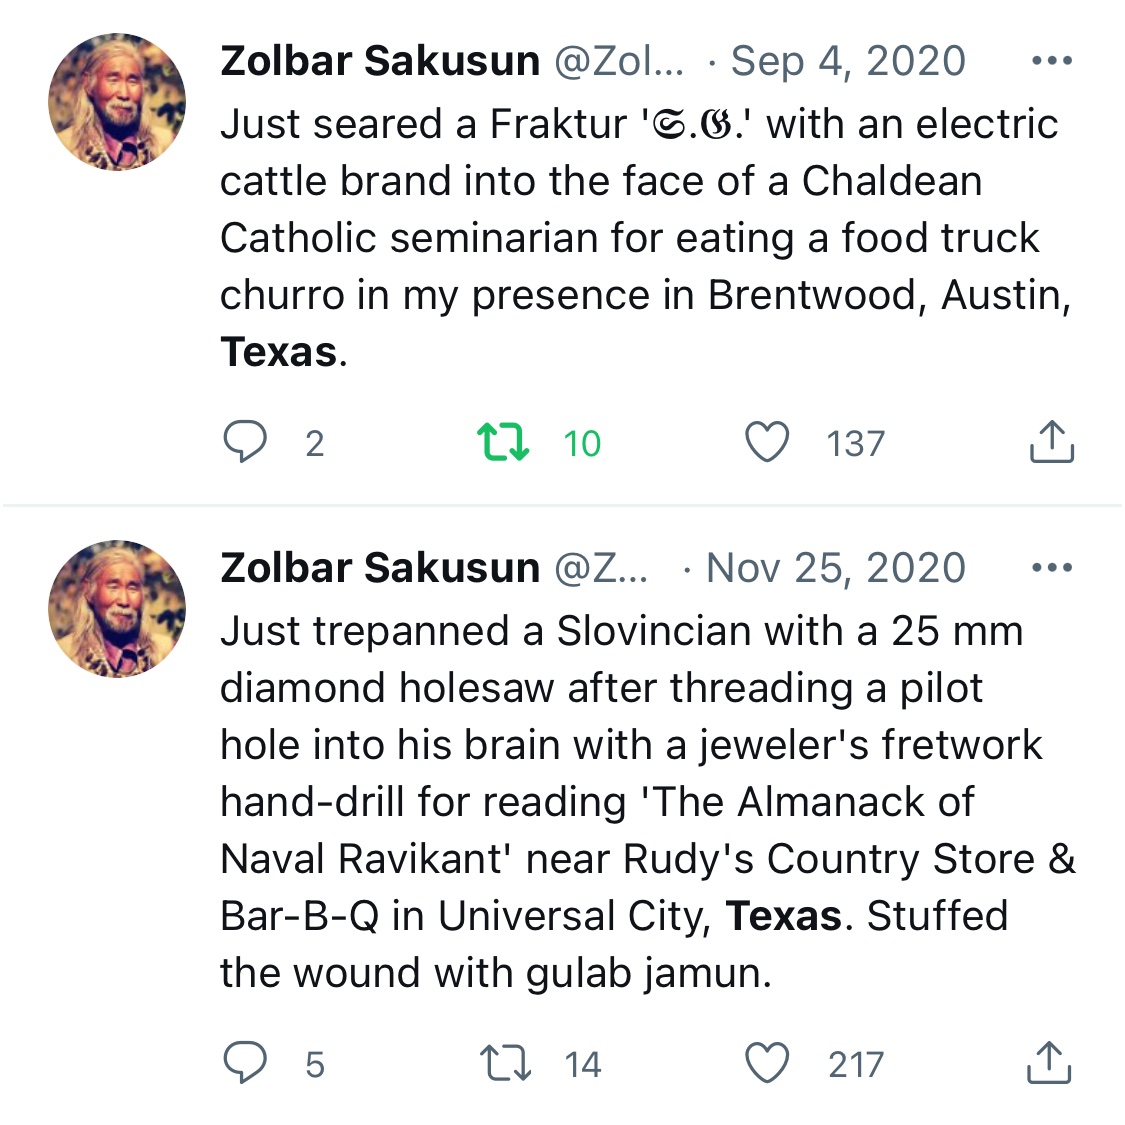 Zolbar Sakusun @Zol... · Sep 4, 2020
Just seared a Fraktur '𝕾.𝕲.' with an electric
cattle brand into the face of a Chaldean
Catholic seminarian for eating a food truck
churro in my presence in Brentwood, Austin,
Texas.
2 10 137
Zolbar Sakusun @Z... · Nov 25, 2020
Just trepanned a Slovincian with a 25 mm
diamond holesaw after threading a pilot
hole into his brain with a jeweler's fretwork
hand-drill for reading 'The Almanack of
Naval Ravikant' near Rudy's Country Store &
Bar-B-Q in Universal City, Texas. Stuffed
the wound with gulab jamun.
5 14 217